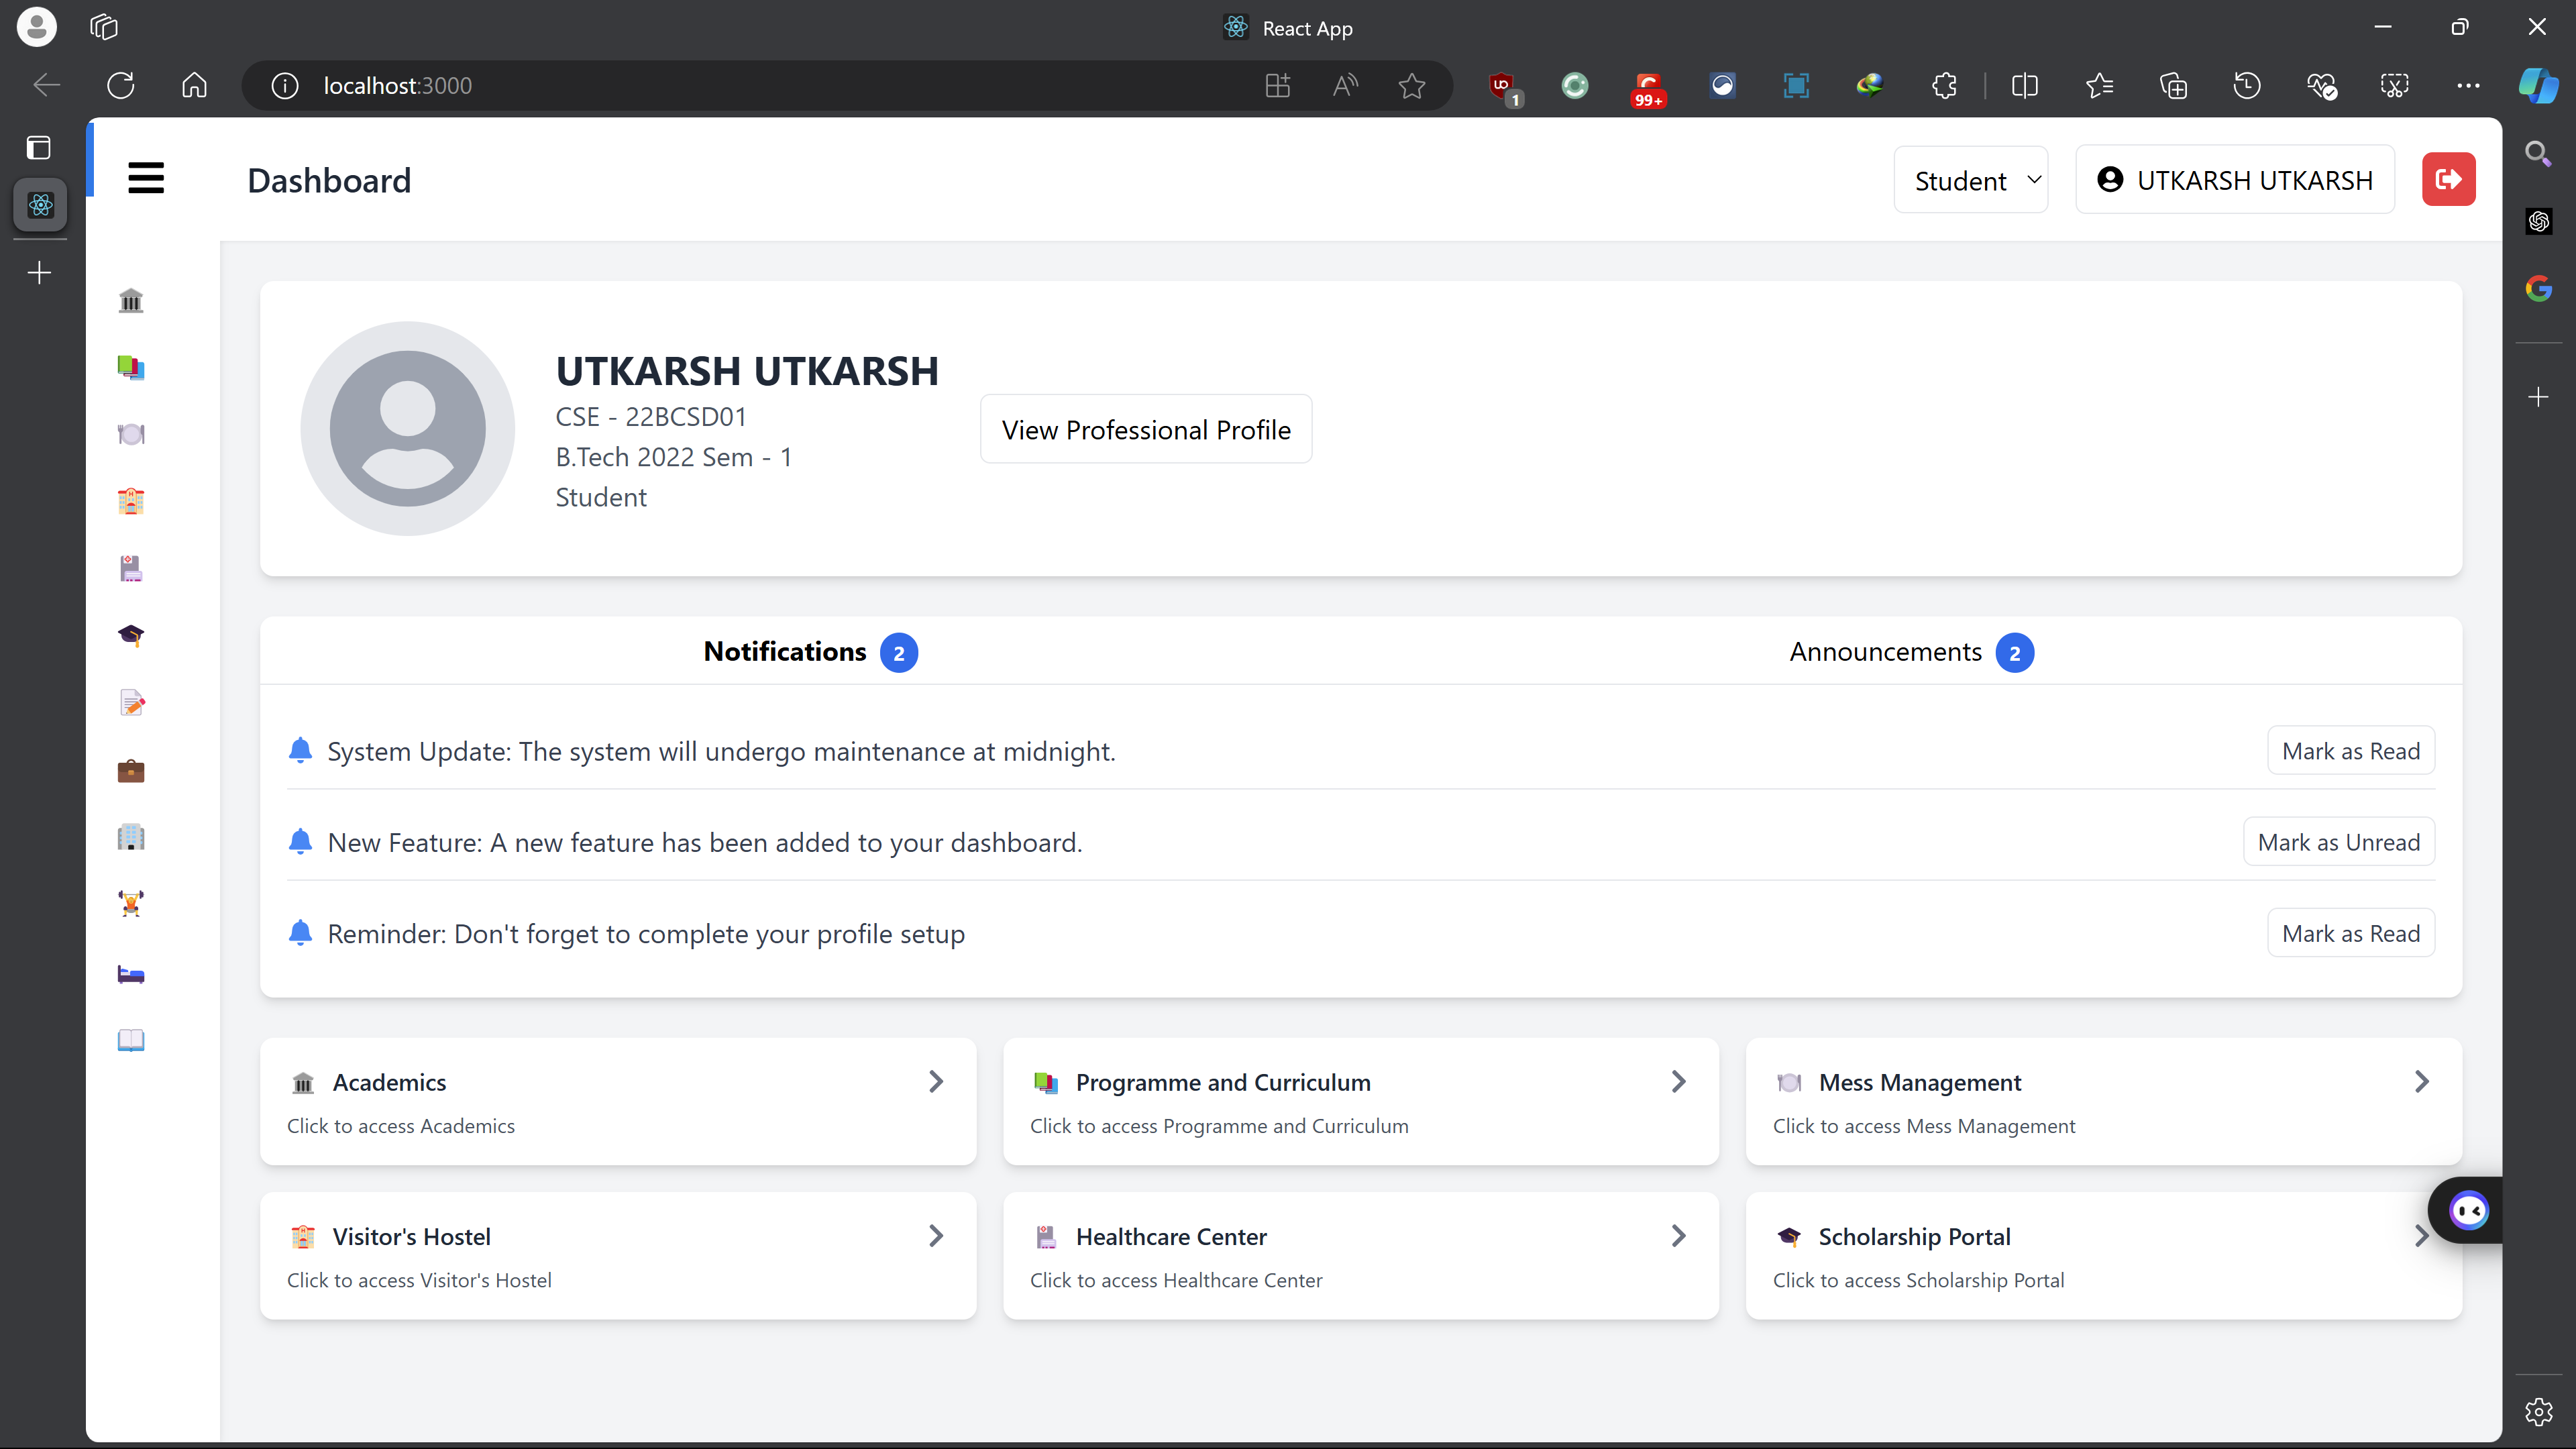 React App
localhost:3000
1
99+
Dashboard
Student
UTKARSH UTKARSH
UTKARSH UTKARSH
CSE - 22BCSD01
B.Tech 2022 Sem - 1
Student
View Professional Profile
Notifications 2
Announcements 2
System Update: The system will undergo maintenance at midnight.
Mark as Read
New Feature: A new feature has been added to your dashboard.
Mark as Unread
Reminder: Don't forget to complete your profile setup
Mark as Read
Academics
Click to access Academics
Programme and Curriculum
Click to access Programme and Curriculum
Mess Management
Click to access Mess Management
Visitor's Hostel
Click to access Visitor's Hostel
Healthcare Center
Click to access Healthcare Center
Scholarship Portal
Click to access Scholarship Portal